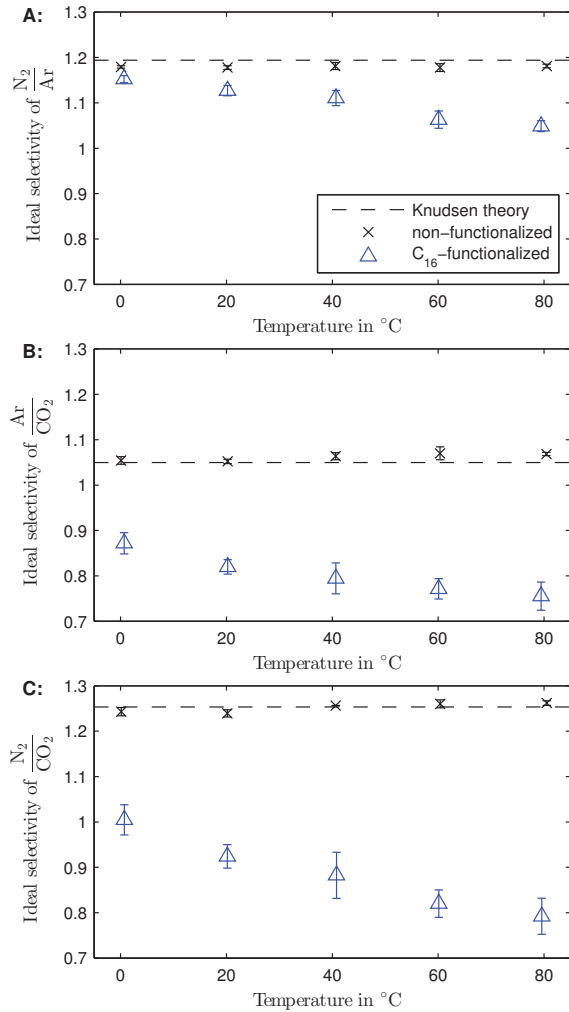 A:
1.3
1.2
1.1
1
0.9
0.8
0.7
Ideal selectivity of N₂/Ar
Knudsen theory
non−functionalized
C₁₆−functionalized
0 20 40 60 80
Temperature in °C
B:
1.3
1.2
1.1
1
0.9
0.8
0.7
Ideal selectivity of Ar/CO₂
0 20 40 60 80
Temperature in °C
C:
1.3
1.2
1.1
1
0.9
0.8
0.7
Ideal selectivity of N₂/CO₂
0 20 40 60 80
Temperature in °C